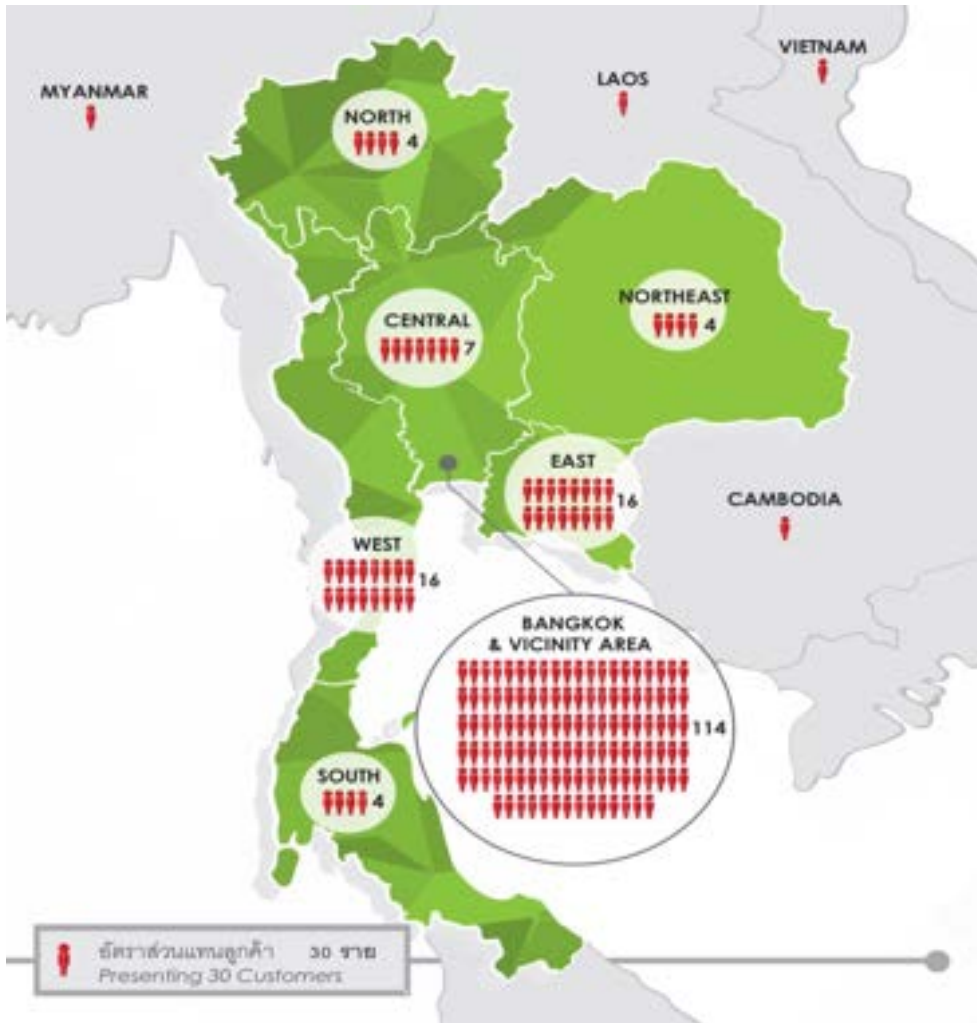 VIETNAM
LAOS
MYANMAR
NORTH
4
NORTHEAST
4
CENTRAL
7
EAST
16
CAMBODIA
WEST
16
BANGKOK
& VICINITY AREA
114
SOUTH
4
อัตราส่วนแทนลูกค้า 30 ราย
Presenting 30 Customers